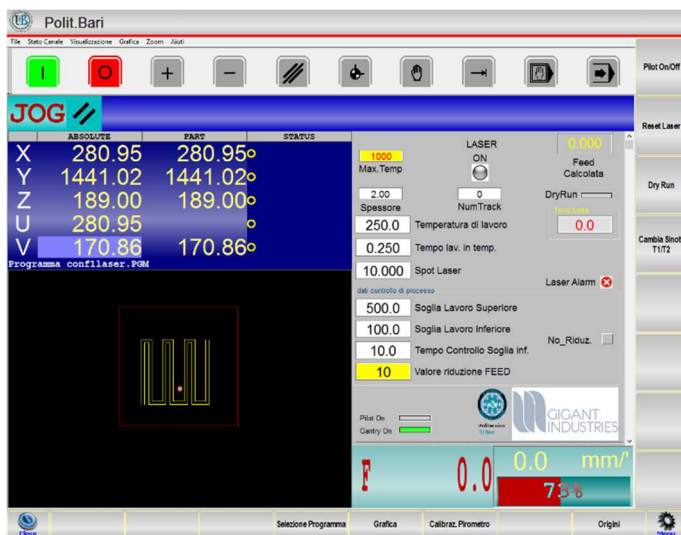 Polit.Bari
File Stato Canale Visualizzazione Grafica Zoom Aiuti
I O + −
Pilot On/Off
JOG
Reset Laser
ABSOLUTE PART STATUS
X 280.95 280.95
Y 1441.02 1441.02
Z 189.00 189.00
U 280.95
V 170.86 170.86
Programma confllaser.PGM
1000
Max.Temp
LASER
ON
0.000
Feed
Calcolata
2.00
Spessore
0
NumTrack
DryRun
Dry Run
250.0 Temperatura di lavoro
0.0
0.250 Tempo lav. in temp.
Cambia Sinot
T1/T2
10.000 Spot Laser
Laser Alarm
dati controllo di processo
500.0 Soglia Lavoro Superiore
100.0 Soglia Lavoro Inferiore
No_Riduz.
10.0 Tempo Controllo Soglia inf.
10 Valore riduzione FEED
Pilot On
Gantry On
Politecnico
di Bari
GIGANT
INDUSTRIES
F 0.0
0.0 mm/'
73%
Close
Selezione Programma
Grafica
Calibraz. Pirometro
Origini
Menu